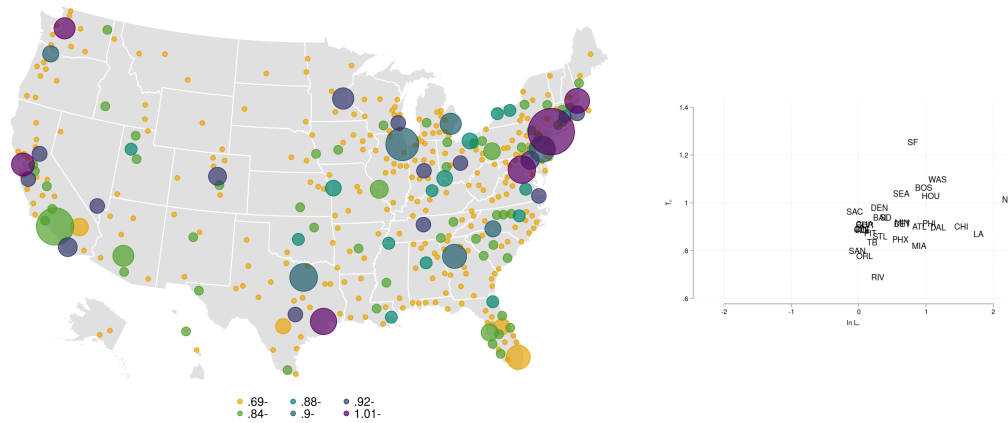 1.4
SF
1.2
WAS
BOS
SEA
HOU
N
T
1
DEN
SAC
BAL
SD
MIN
DET
ATL
PHI
DAL
CHI
LA
PIT
STL
TB
PHX
MIA
.8
SAN
ORL
RIV
.6
-2 -1 0 1 2
ln L
.69- .88- .92-
.84- .9- 1.01-